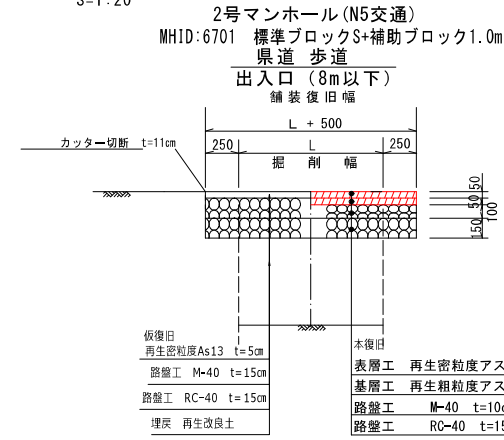 S=1:20
2号マンホール(N5交通)
MHID:6701 標準ブロックS+補助ブロック1.0m
県道 歩道
出入口 (8m以下)
舗装復旧幅
L + 500
カッター切断 t=11cm
250 L 250
掘削幅
150 50 50
100
仮復旧
再生密粒度As13 t=5cm
路盤工 M-40 t=15cm
路盤工 RC-40 t=15cm
埋戻 再生改良土
本復旧
表層工 再生密粒度アス
基層工 再生粗粒度アス
路盤工 M-40 t=10c
路盤工 RC-40 t=15